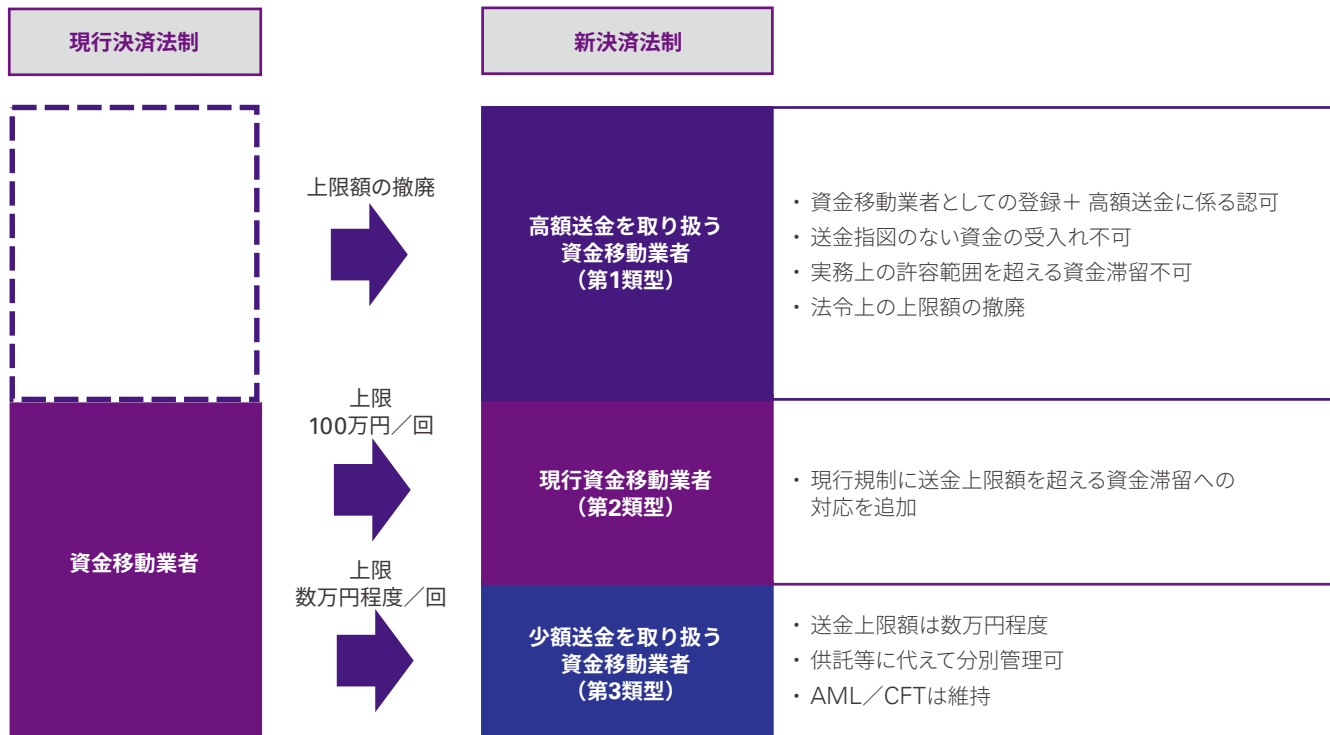 現行決済法制
新決済法制
上限額の撤廃
高額送金を取り扱う
資金移動業者
（第1類型）
・ 資金移動業者としての登録＋ 高額送金に係る認可
・ 送金指図のない資金の受入れ不可
・ 実務上の許容範囲を超える資金滞留不可
・ 法令上の上限額の撤廃
資金移動業者
上限
100万円／回
現行資金移動業者
（第2類型）
・ 現行規制に送金上限額を超える資金滞留への
対応を追加
上限
数万円程度／回
少額送金を取り扱う
資金移動業者
（第3類型）
・ 送金上限額は数万円程度
・ 供託等に代えて分別管理可
・ AML／CFTは維持